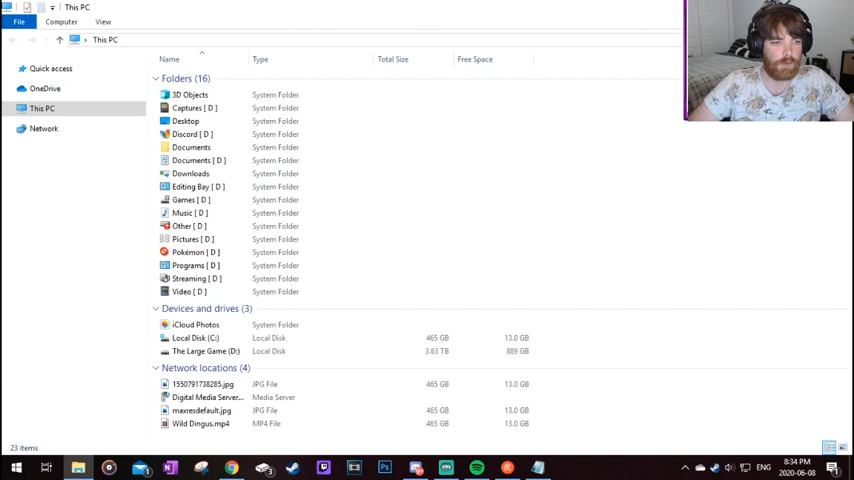 This PC
File Computer View
This PC
Name Type Total Size Free Space
Quick access
OneDrive
This PC
Network
Folders (16)
3D Objects System Folder
Captures [ D ] System Folder
Desktop System Folder
Discord [ D ] System Folder
Documents System Folder
Documents [ D ] System Folder
Downloads System Folder
Editing Bay [ D ] System Folder
Games [ D ] System Folder
Music [ D ] System Folder
Other [ D ] System Folder
Pictures [ D ] System Folder
Pokémon [ D ] System Folder
Programs [ D ] System Folder
Streaming [ D ] System Folder
Video [ D ] System Folder
Devices and drives (3)
iCloud Photos System Folder
Local Disk (C:) Local Disk 465 GB 13.0 GB
The Large Game (D:) Local Disk 3.63 TB 889 GB
Network locations (4)
1550791738285.jpg JPG File 465 GB 13.0 GB
Digital Media Server... Media Server
maxresdefault.jpg JPG File 465 GB 13.0 GB
Wild Dingus.mp4 MP4 File 465 GB 13.0 GB
23 items
ENG 8:34 PM
2020-06-08